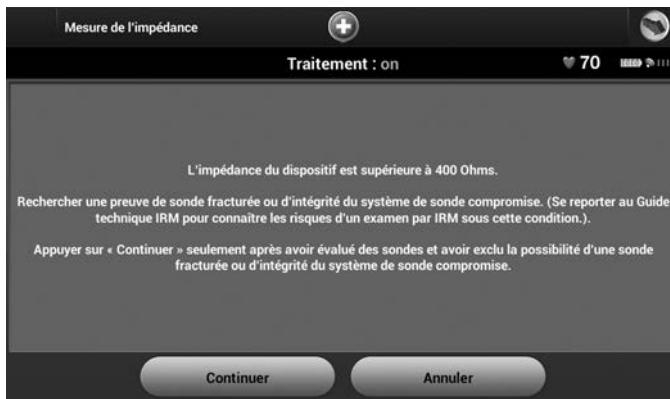 Mesure de l'impédance
Traitement : on
70
L'impédance du dispositif est supérieure à 400 Ohms.
Rechercher une preuve de sonde fracturée ou d'intégrité du système de sonde compromise. (Se reporter au Guide
technique IRM pour connaître les risques d'un examen par IRM sous cette condition.).
Appuyer sur « Continuer » seulement après avoir évalué des sondes et avoir exclu la possibilité d'une sonde
fracturée ou d'intégrité du système de sonde compromise.
Continuer
Annuler